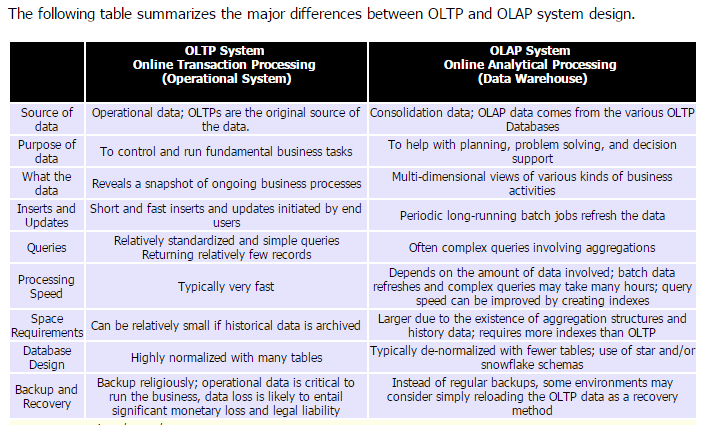 The following table summarizes the major differences between OLTP and OLAP system design.
OLTP System
Online Transaction Processing
(Operational System)
OLAP System
Online Analytical Processing
(Data Warehouse)
Source of
data
Operational data; OLTPs are the original source of
the data.
Consolidation data; OLAP data comes from the various OLTP
Databases
Purpose of
data
To control and run fundamental business tasks
To help with planning, problem solving, and decision
support
What the
data
Reveals a snapshot of ongoing business processes
Multi-dimensional views of various kinds of business
activities
Inserts and
Updates
Short and fast inserts and updates initiated by end
users
Periodic long-running batch jobs refresh the data
Queries
Relatively standardized and simple queries
Returning relatively few records
Often complex queries involving aggregations
Processing
Speed
Typically very fast
Depends on the amount of data involved; batch data
refreshes and complex queries may take many hours; query
speed can be improved by creating indexes
Space
Requirements
Can be relatively small if historical data is archived
Larger due to the existence of aggregation structures and
history data; requires more indexes than OLTP
Database
Design
Highly normalized with many tables
Typically de-normalized with fewer tables; use of star and/or
snowflake schemas
Backup and
Recovery
Backup religiously; operational data is critical to
run the business, data loss is likely to entail
significant monetary loss and legal liability
Instead of regular backups, some environments may
consider simply reloading the OLTP data as a recovery
method